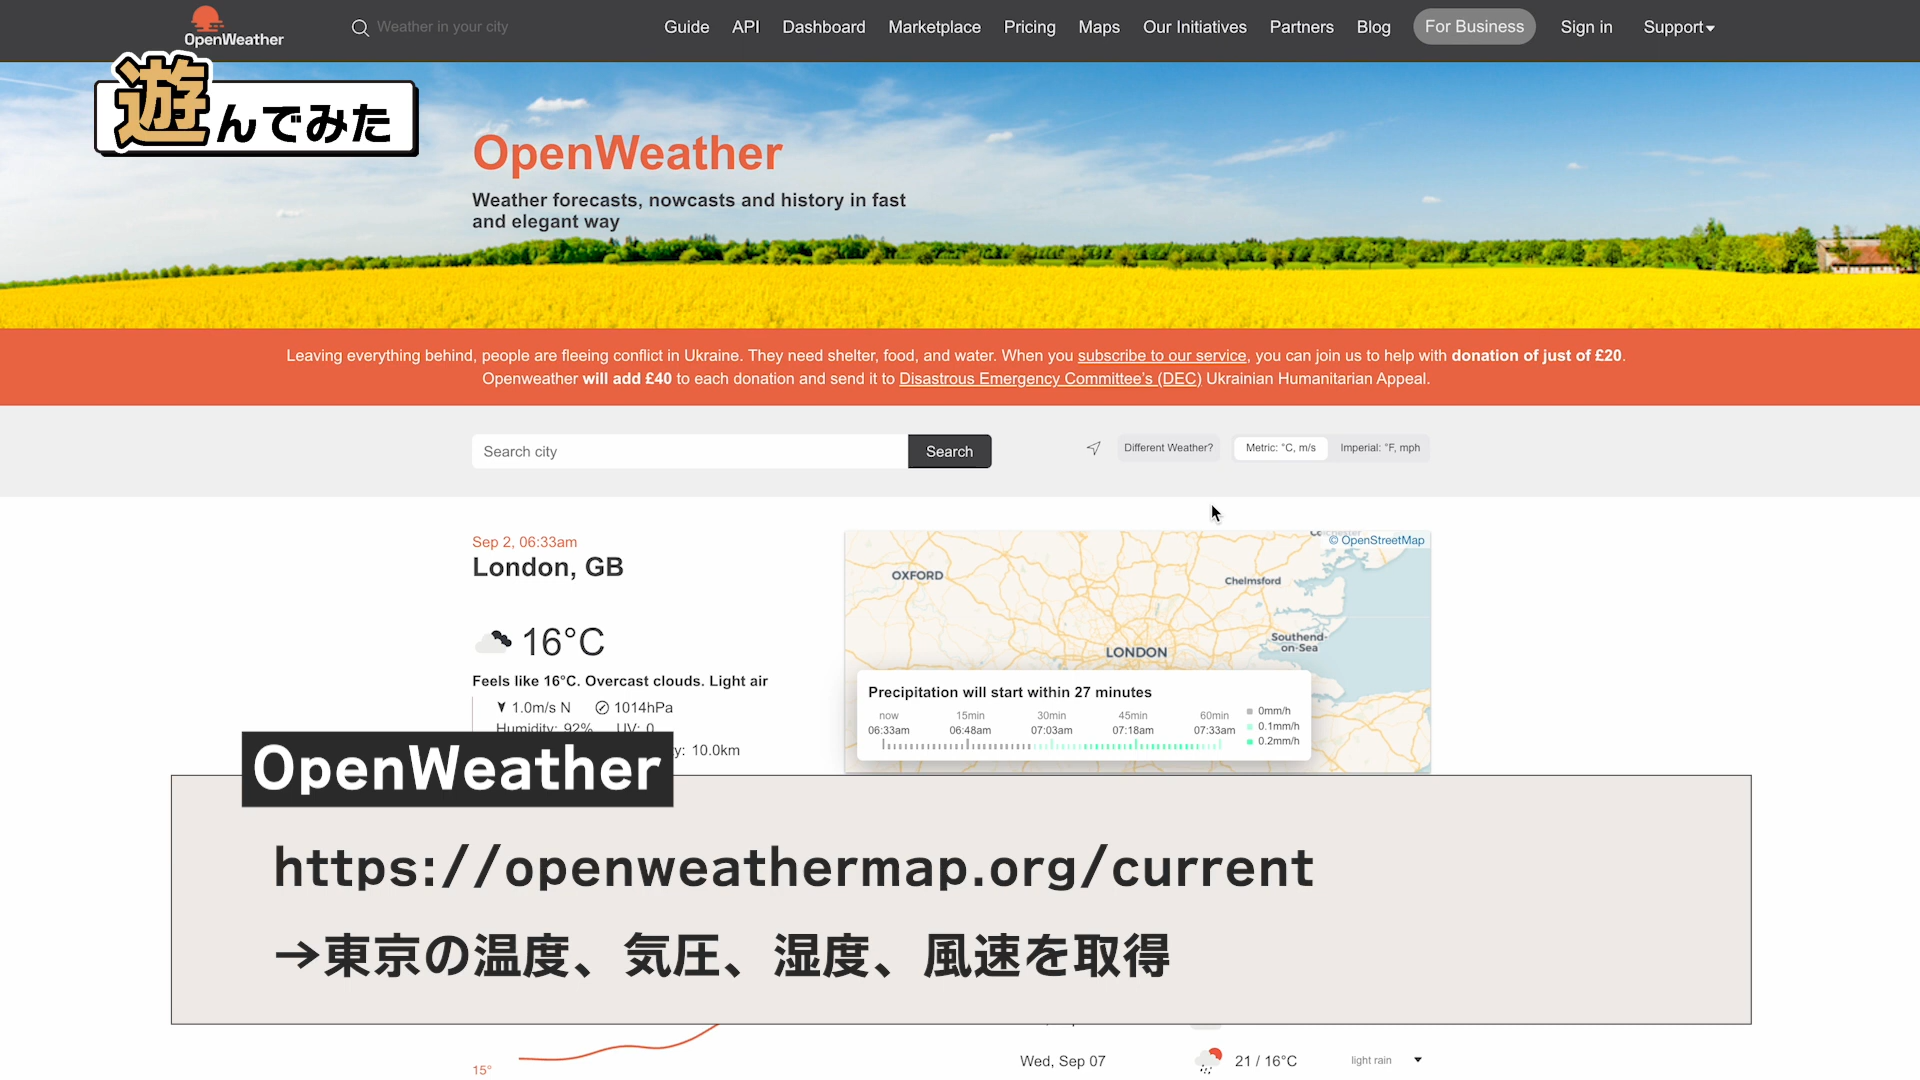 OpenWeather
Weather in your city
Guide API Dashboard Marketplace Pricing Maps Our Initiatives Partners Blog For Business Sign in Support
遊んでみた
OpenWeather
Weather forecasts, nowcasts and history in fast
and elegant way
Leaving everything behind, people are fleeing conflict in Ukraine. They need shelter, food, and water. When you subscribe to our service, you can join us to help with donation of just of £20.
Openweather will add £40 to each donation and send it to Disastrous Emergency Committee's (DEC) Ukrainian Humanitarian Appeal.
Search city
Search
Different Weather?
Metric: °C, m/s
Imperial: °F, mph
Sep 2, 06:33am
London, GB
16°C
Feels like 16°C. Overcast clouds. Light air
1.0m/s N 1014hPa
Humidity: 92% UV: 0
10.0km
© OpenStreetMap
OXFORD
Chelmsford
Southend-
on-Sea
LONDON
Precipitation will start within 27 minutes
now 15min 30min 45min 60min
06:33am 06:48am 07:03am 07:18am 07:33am
0mm/h
0.1mm/h
0.2mm/h
OpenWeather
https://openweathermap.org/current
→東京の温度、気圧、湿度、風速を取得
15°
Wed, Sep 07 21 / 16°C light rain